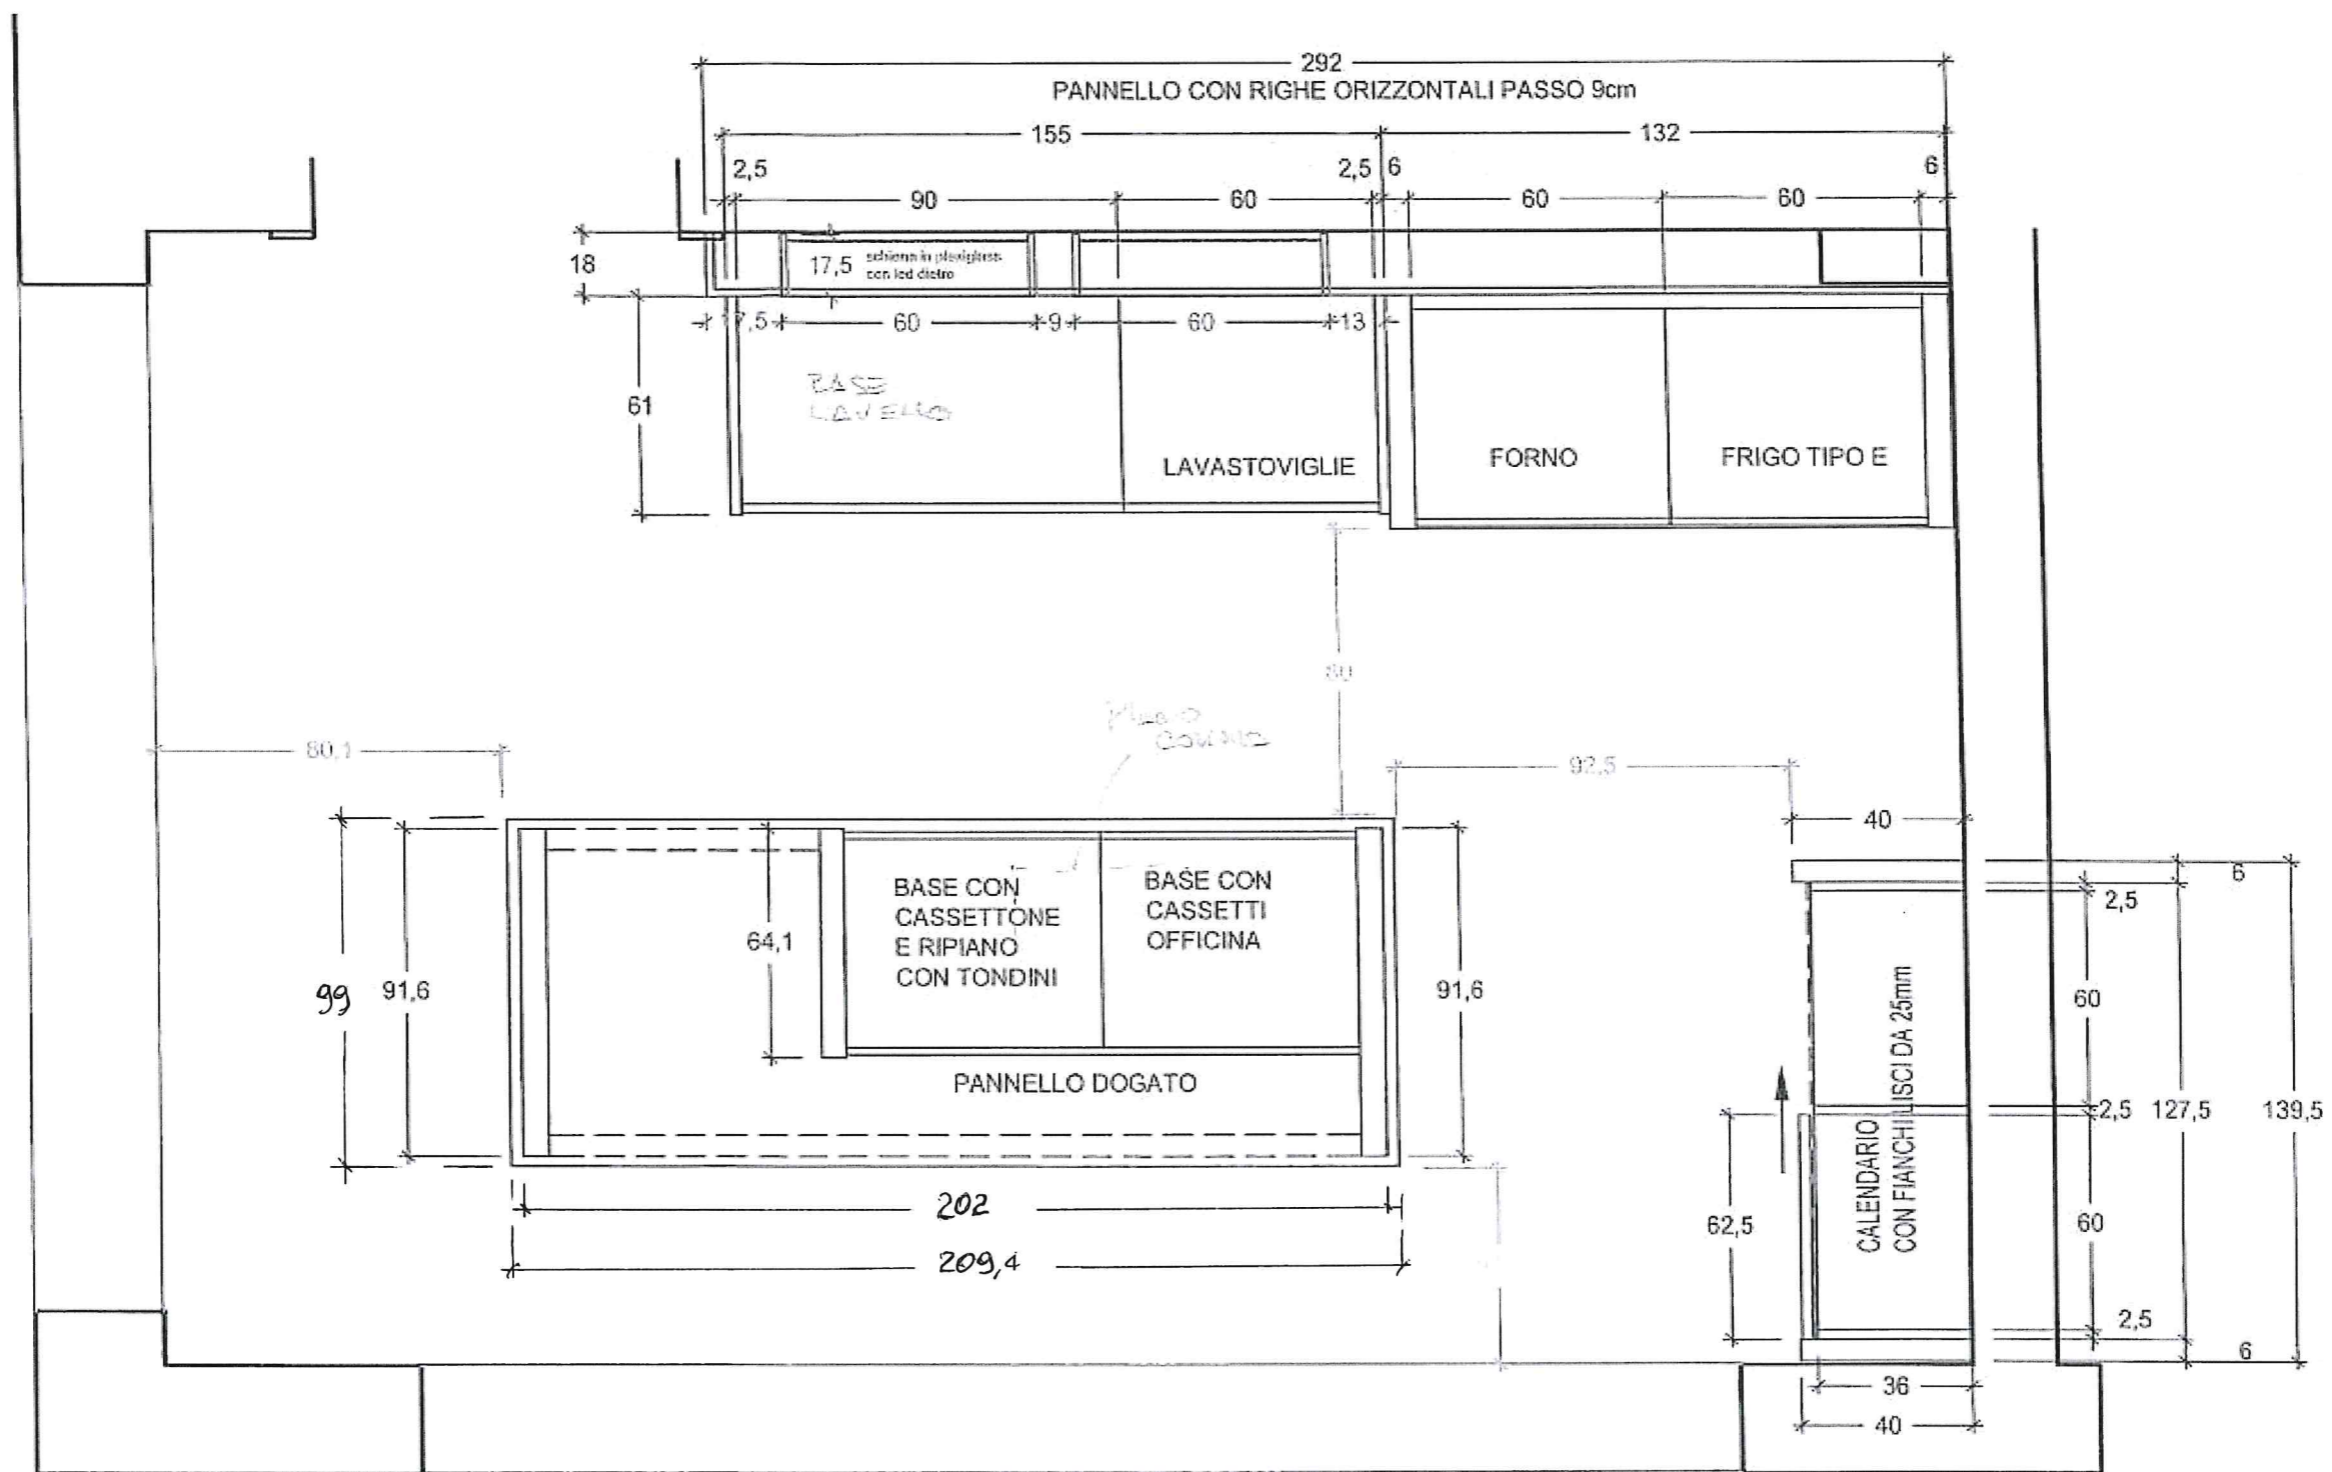 292
PANNELLO CON RIGHE ORIZZONTALI PASSO 9cm
155
132
2,5
2,5
6
6
90
60
60
60
18
17,5
schiena in plexiglass
con led dietro
7,5
60
9
60
13
61
BASE
LAVELLO
LAVASTOVIGLIE
FORNO
FRIGO TIPO E
80
80,1
92,5
40
6
2,5
BASE CON
CASSETTONE
E RIPIANO
CON TONDINI
BASE CON
CASSETTI
OFFICINA
64,1
99
91,6
91,6
60
PANNELLO DOGATO
2,5
127,5
139,5
CALENDARIO
CON FIANCHI LISCI DA 25mm
202
62,5
60
209,4
2,5
6
36
40